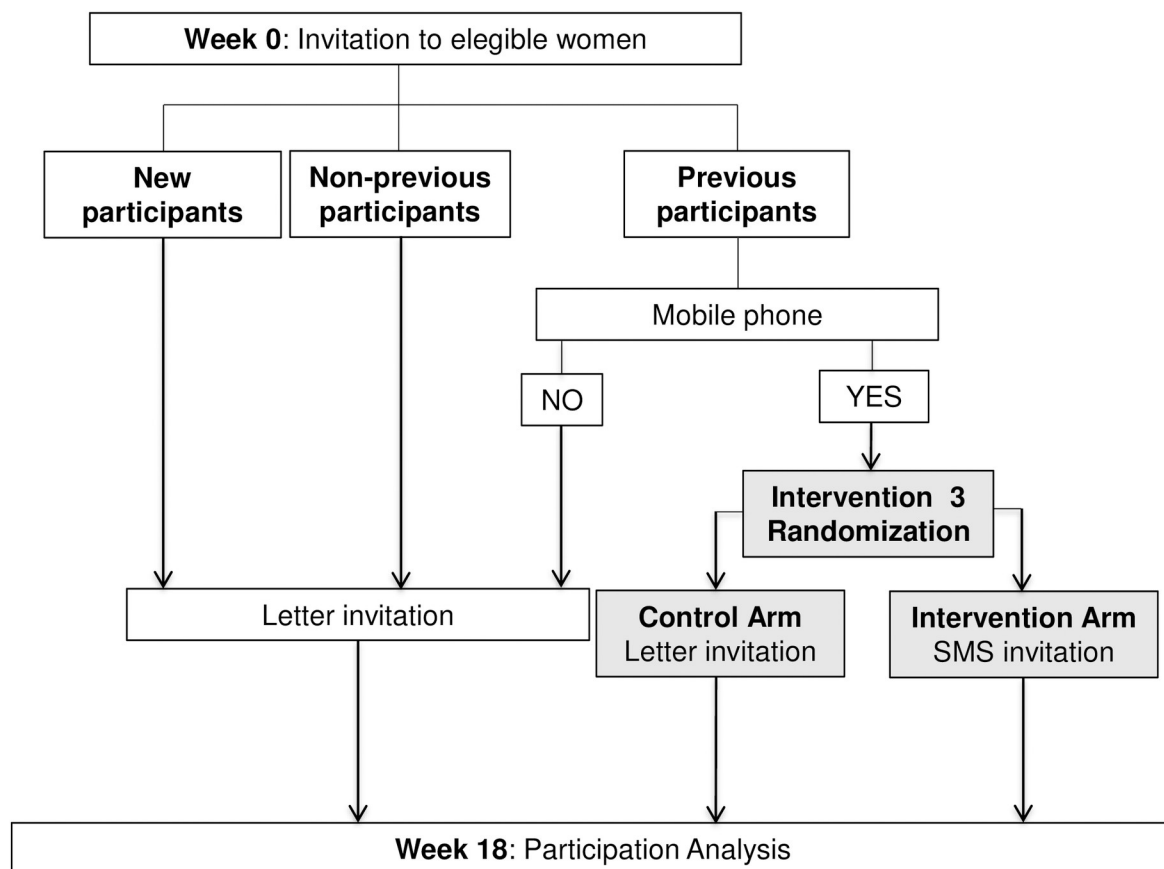 Week 0: Invitation to elegible women
New
participants
Non-previous
participants
Previous
participants
Mobile phone
NO
YES
Intervention 3
Randomization
Letter invitation
Control Arm
Letter invitation
Intervention Arm
SMS invitation
Week 18: Participation Analysis